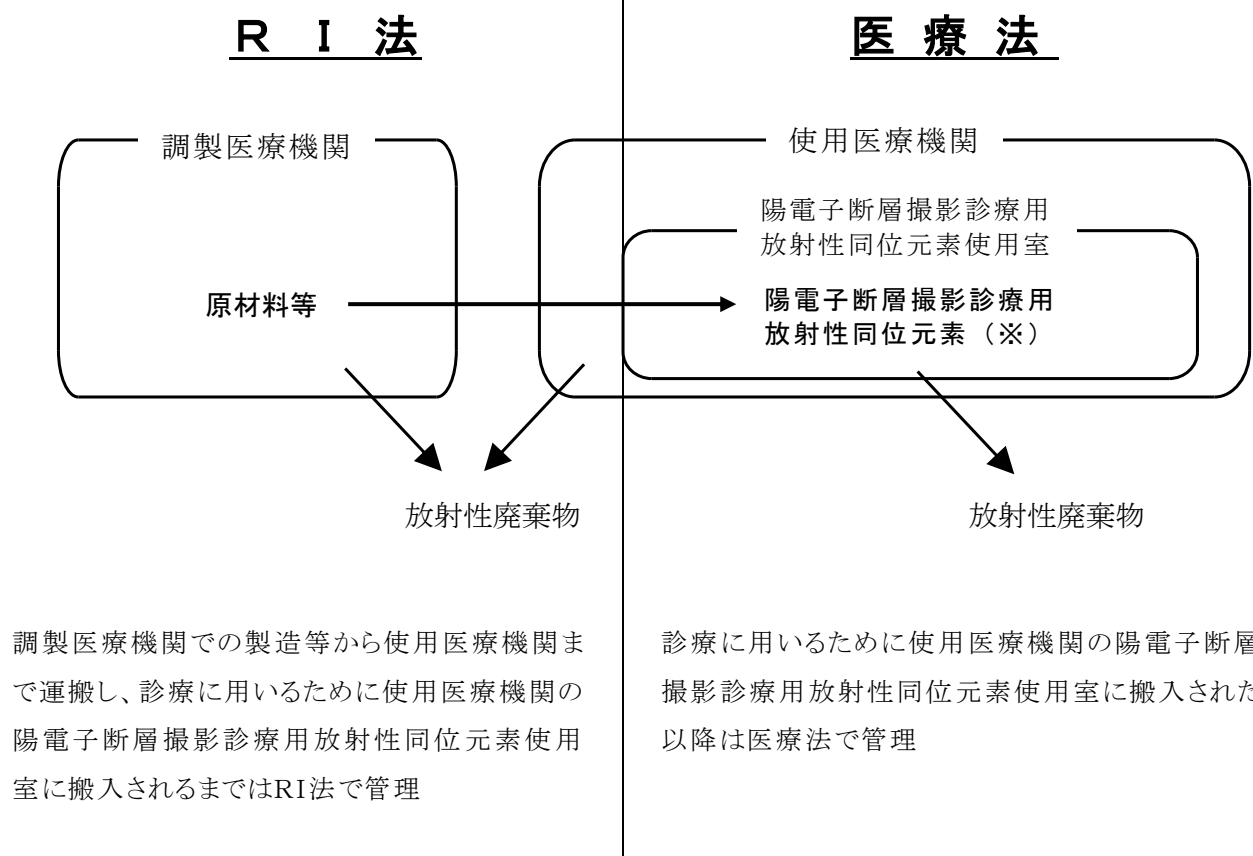 ＲＩ法
医療法
調製医療機関
使用医療機関
陽電子断層撮影診療用
放射性同位元素使用室
原材料等
陽電子断層撮影診療用
放射性同位元素（※）
放射性廃棄物
放射性廃棄物
調製医療機関での製造等から使用医療機関ま
で運搬し、診療に用いるために使用医療機関の
陽電子断層撮影診療用放射性同位元素使用
室に搬入されるまではRI法で管理
診療に用いるために使用医療機関の陽電子断層
撮影診療用放射性同位元素使用室に搬入された
以降は医療法で管理